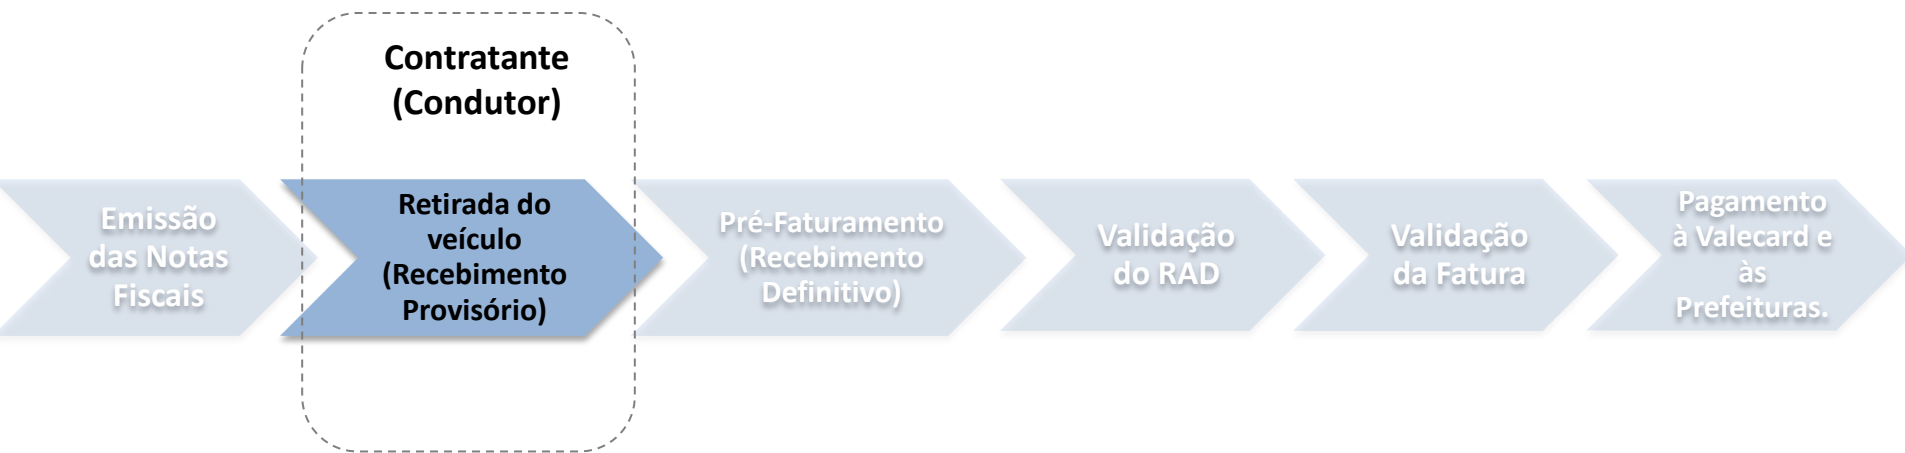 Contratante
(Condutor)
Emissão
das Notas
Fiscais
Retirada do
veículo
(Recebimento
Provisório)
Pré-Faturamento
(Recebimento
Definitivo)
Validação
do RAD
Validação
da Fatura
Pagamento
à Valecard e
às
Prefeituras.